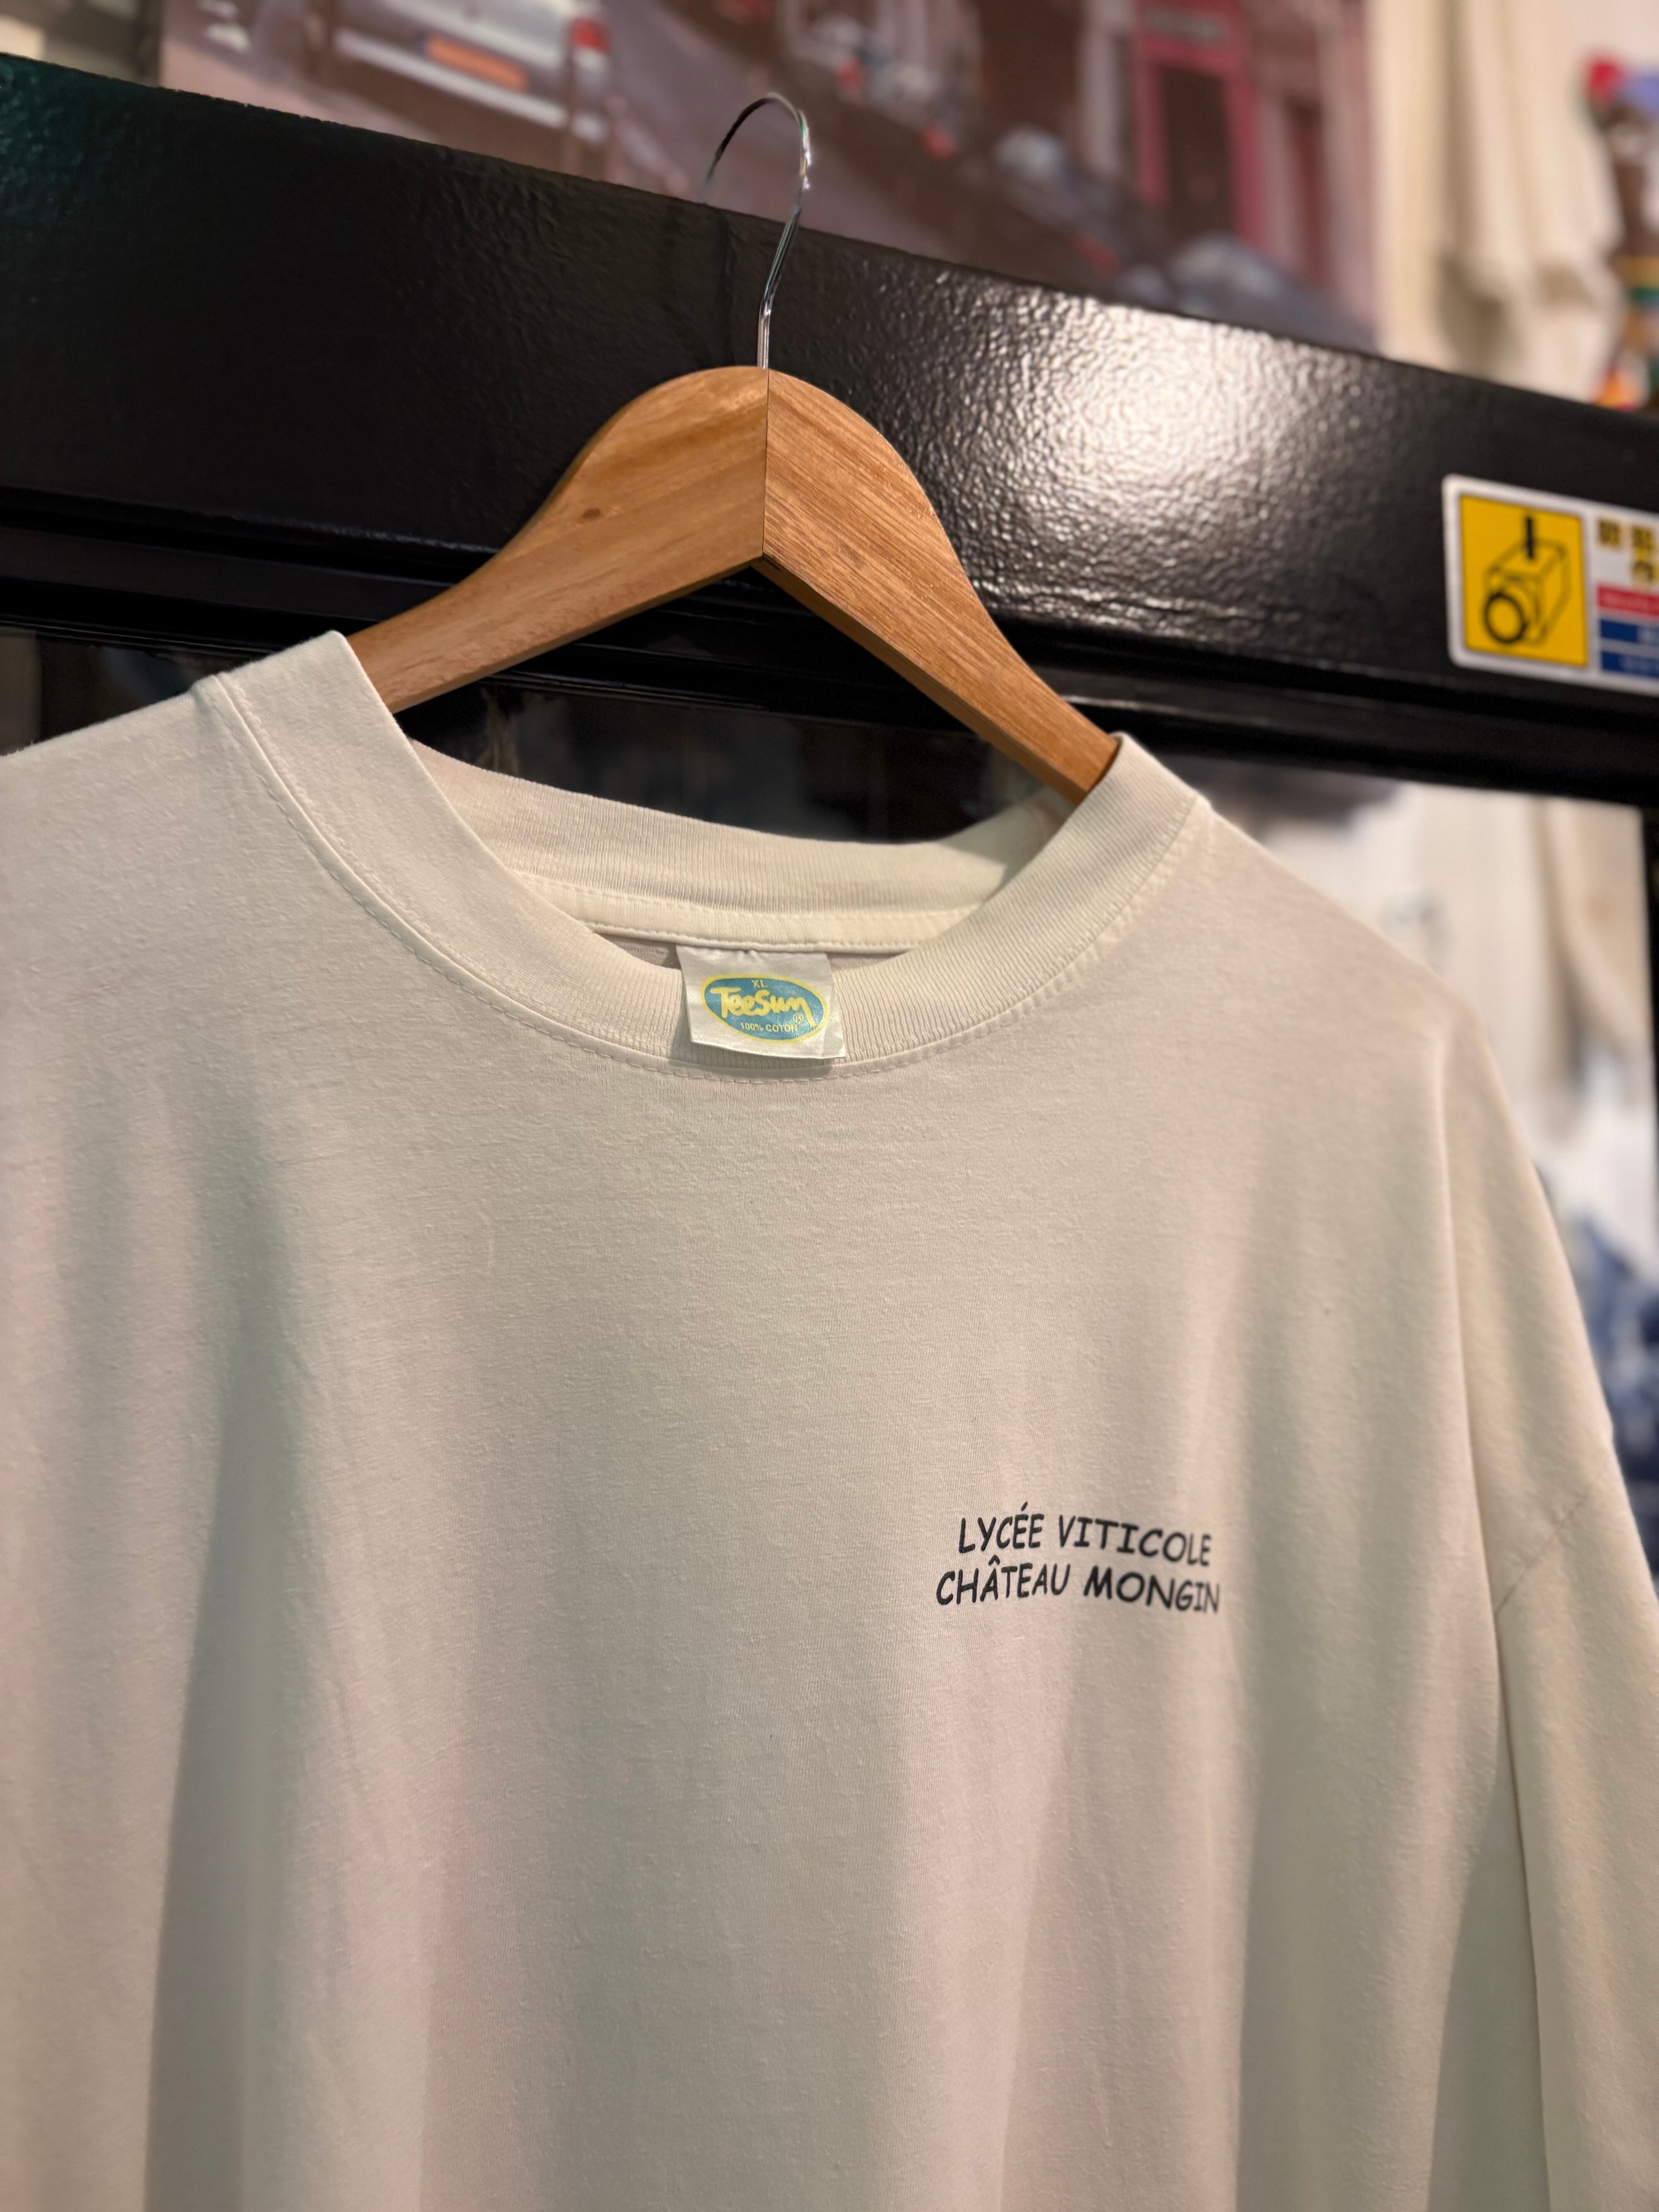 XL
TeeSun
100% COTON
LYCÉE VITICOLE
CHÂTEAU MONGIN